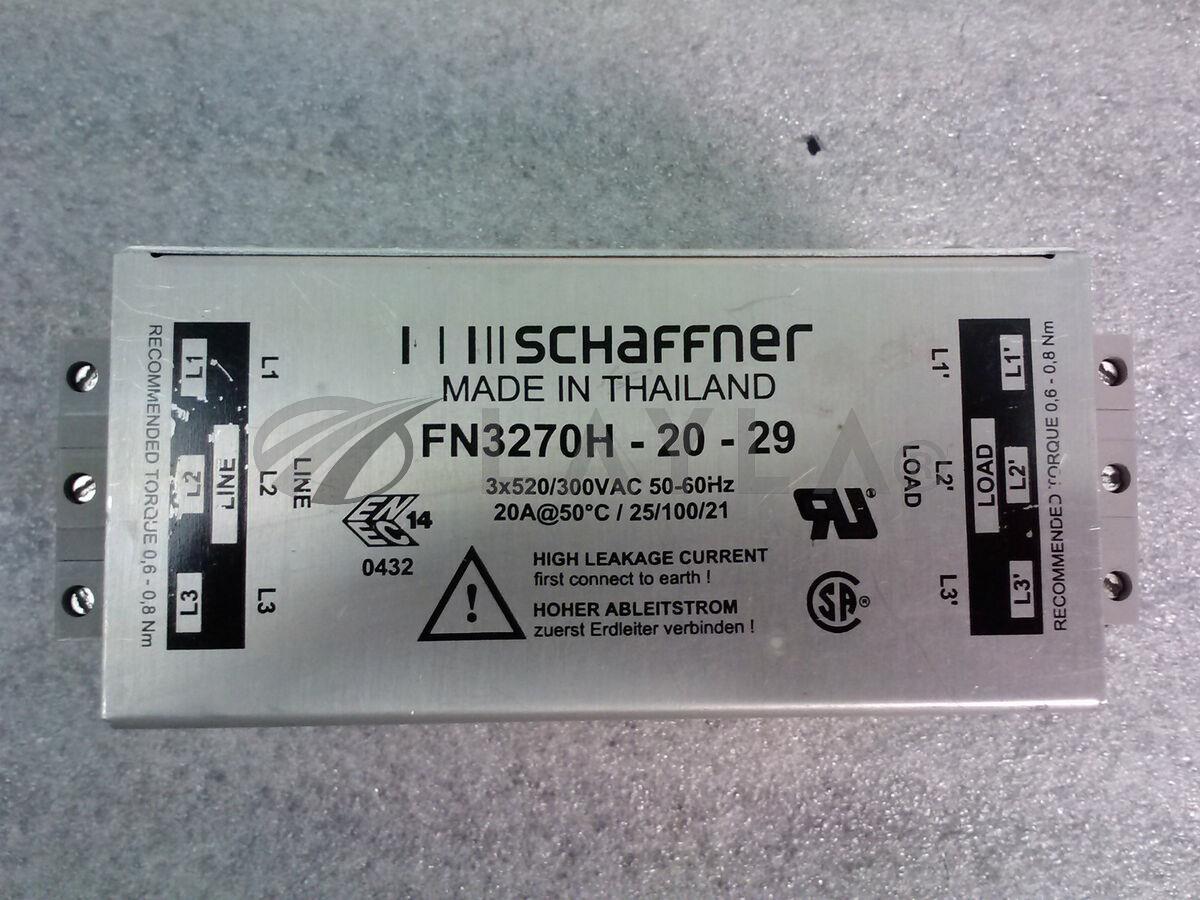 SCHAFFNER
MADE IN THAILAND
FN3270H - 20 - 29
3x520/300VAC 50-60Hz
20A@50°C / 25/100/21
ENEC 14
0432
HIGH LEAKAGE CURRENT
first connect to earth !
HOHER ABLEITSTROM
zuerst Erdleiter verbinden !
RU®
SA®
RECOMMENDED TORQUE 0,6 - 0,8 Nm
L1
L2
L3
LINE
L1
L2
L3
LINE
LOAD
L1'
L2'
L3'
LOAD
L1'
L2'
L3'
RECOMMENDED TORQUE 0,6 - 0,8 Nm
LAYLA®